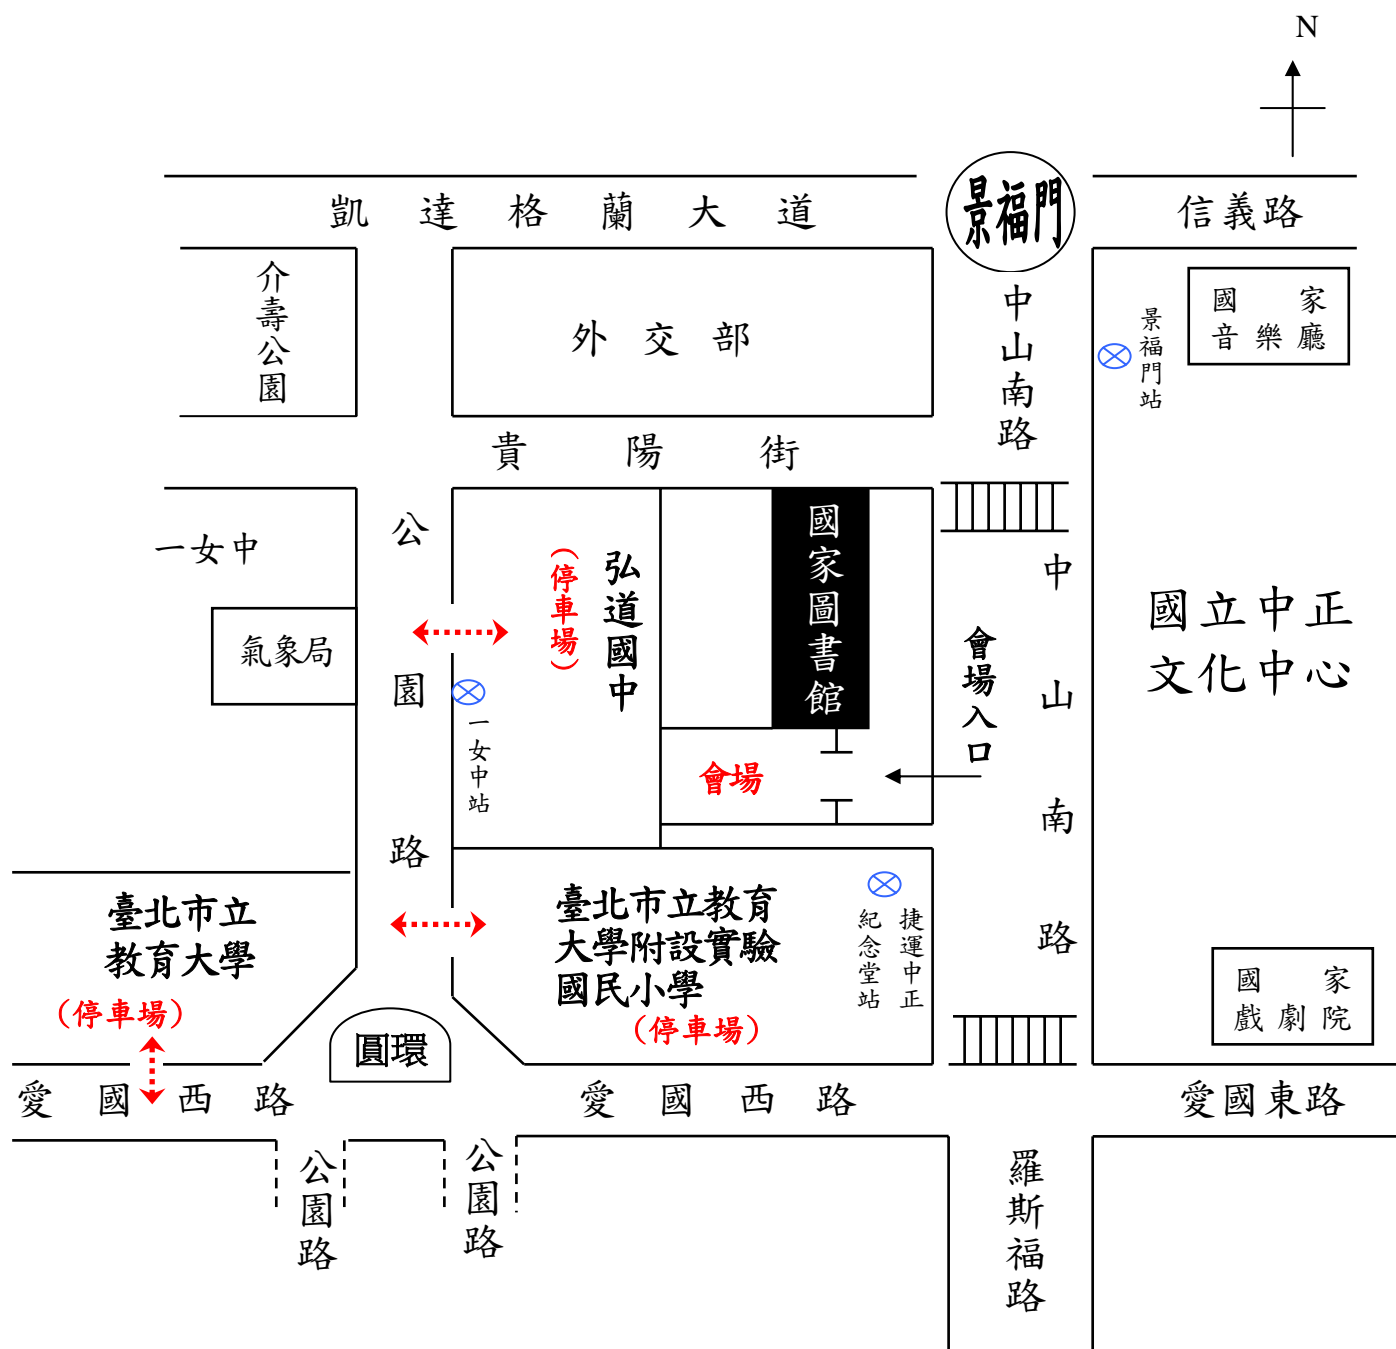 N
凱達格蘭大道
景福門
信義路
介壽公園
外交部
中山南路
景福門站
國家
音樂廳
貴陽街
一女中
公園路
(停車場)
弘道國中
國家圖書館
中山南路
會場入口
國立中正
文化中心
氣象局
一女中站
會場
臺北市立
教育大學
(停車場)
臺北市立教育
大學附設實驗
國民小學
(停車場)
捷運中正
紀念堂站
國家
戲劇院
圓環
愛國西路
愛國西路
愛國東路
公園路
公園路
羅斯福路